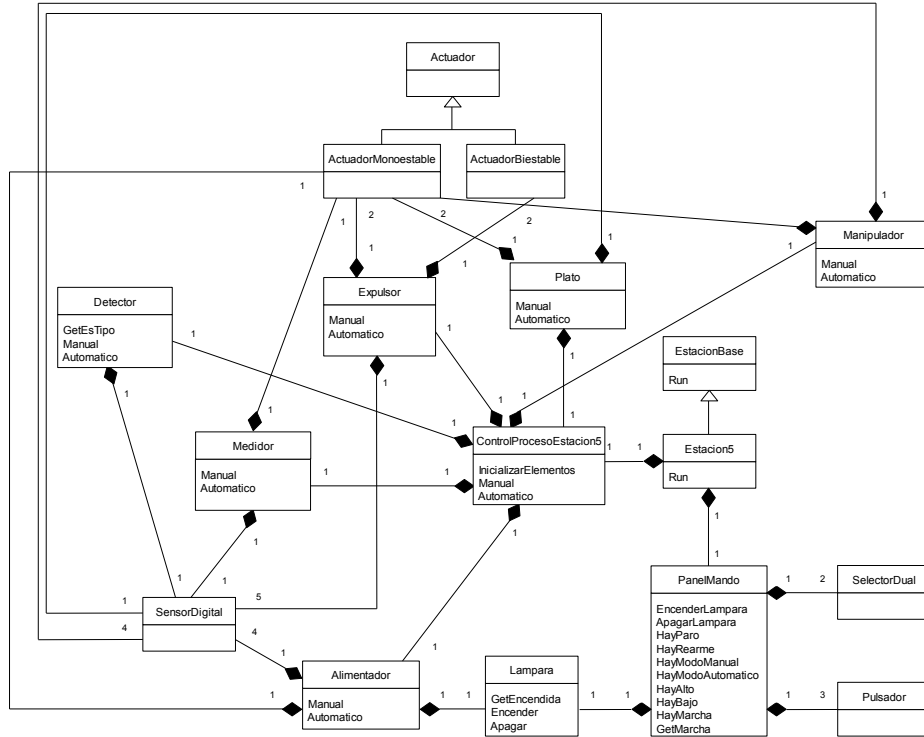 Actuador
ActuadorMonoestable
ActuadorBiestable
1
1
2
2
2
1
1
1
1
1
1
1
Manipulador
Manual
Automatico
Plato
Manual
Automatico
Expulsor
Manual
Automatico
Detector
GetEsTipo
Manual
Automatico
1
1
1
1
1
1
1
1
1
1
1
EstacionBase
Run
Medidor
Manual
Automatico
ControlProcesoEstacion5
InicializarElementos
Manual
Automatico
Estacion5
Run
1
1
1
1
1
1
1
1
1
1
1
5
SensorDigital
1
4
4
1
1
PanelMando
EncenderLampara
ApagarLampara
HayParo
HayRearme
HayModoManual
HayModoAutomatico
HayAlto
HayBajo
HayMarcha
GetMarcha
1
2
SelectorDual
1
3
Pulsador
Alimentador
Manual
Automatico
1
1
1
1
Lampara
GetEncendida
Encender
Apagar
1
1